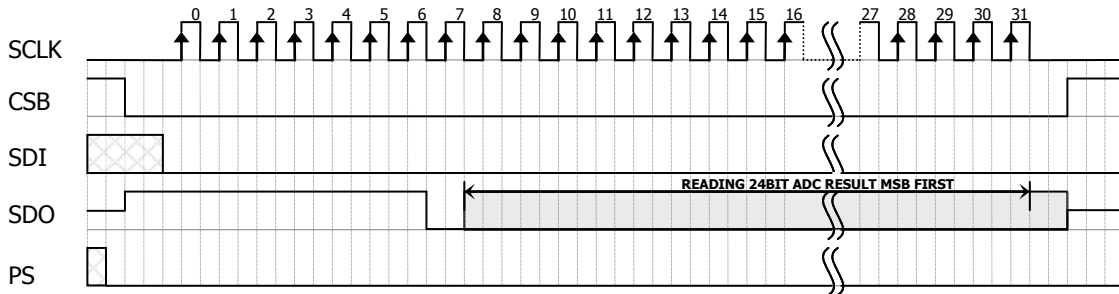 0 1 2 3 4 5 6 7 8 9 10 11 12 13 14 15 16 27 28 29 30 31
SCLK
CSB
SDI
READING 24BIT ADC RESULT MSB FIRST
SDO
PS